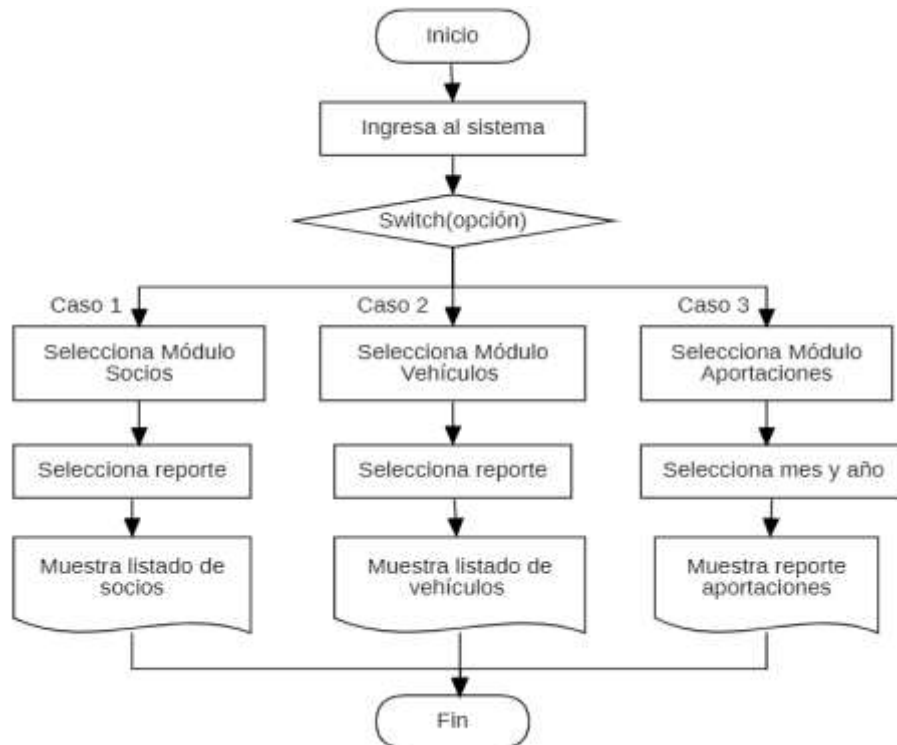 Inicio
Ingresa al sistema
Switch(opción)
Caso 1
Caso 2
Caso 3
Selecciona Módulo
Socios
Selecciona Módulo
Vehículos
Selecciona Módulo
Aportaciones
Selecciona reporte
Selecciona reporte
Selecciona mes y año
Muestra listado de
socios
Muestra listado de
vehículos
Muestra reporte
aportaciones
Fin